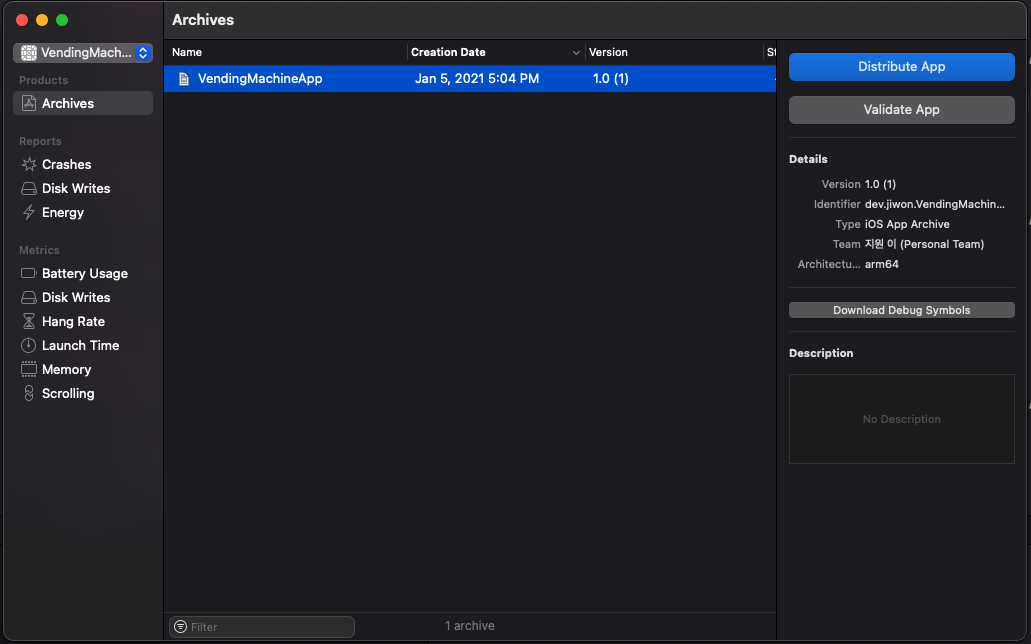 Archives
VendingMach...
Products
Archives
Reports
Crashes
Disk Writes
Energy
Metrics
Battery Usage
Disk Writes
Hang Rate
Launch Time
Memory
Scrolling
Name Creation Date Version
VendingMachineApp Jan 5, 2021 5:04 PM 1.0 (1)
Filter
1 archive
Distribute App
Validate App
Details
Version 1.0 (1)
Identifier dev.jiwon.VendingMachin...
Type iOS App Archive
Team 지원 이 (Personal Team)
Architectu... arm64
Download Debug Symbols
Description
No Description